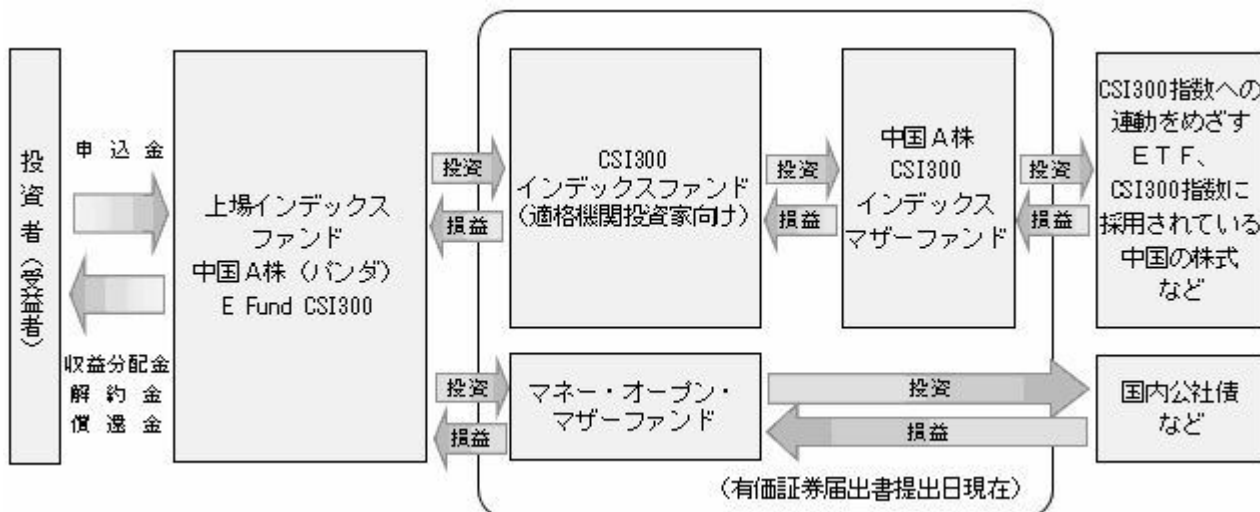 投資者(受益者)
申込金
収益分配金
解約金
償還金
上場インデックス
ファンド
中国A株(パンダ)
E Fund CSI300
投資
損益
投資
損益
CSI300
インデックスファンド
(適格機関投資家向け)
投資
損益
中国A株
CSI300
インデックス
マザーファンド
投資
損益
CSI300指数への
連動をめざす
ETF、
CSI300指数に
採用されている
中国の株式
など
マネー・オープン・
マザーファンド
投資
損益
国内公社債
など
(有価証券届出書提出日現在)